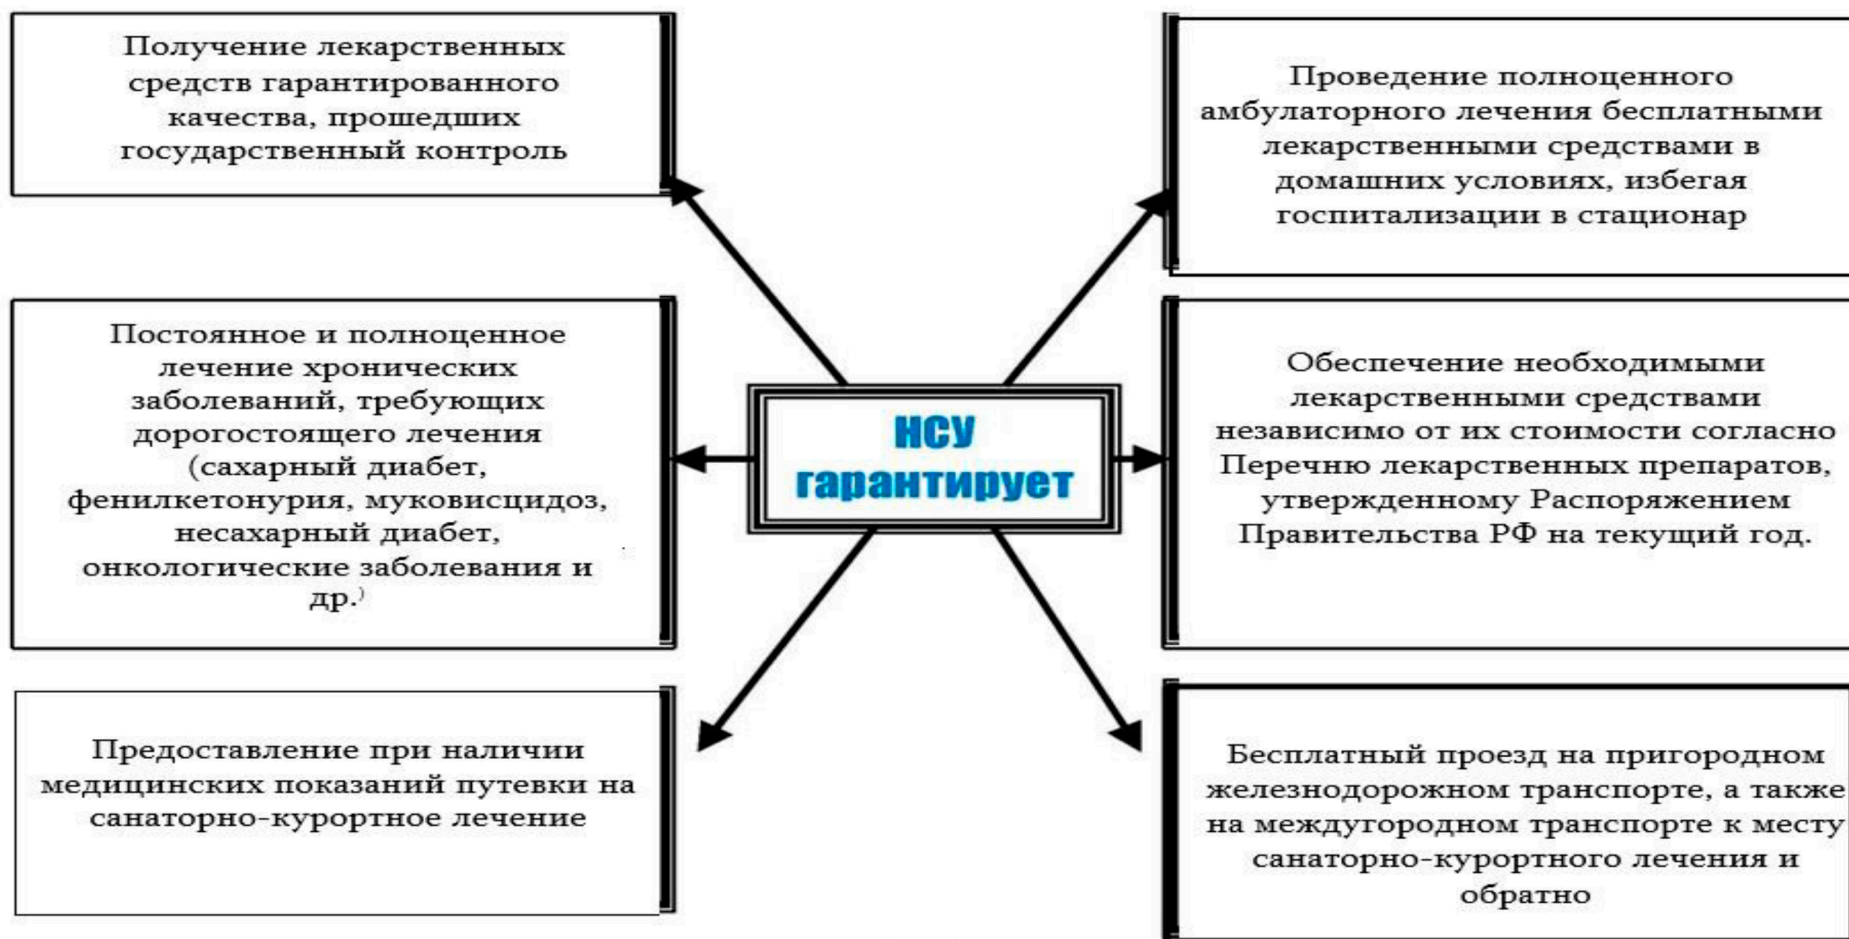 Получение лекарственных
средств гарантированного
качества, прошедших
государственный контроль
Проведение полноценного
амбулаторного лечения бесплатными
лекарственными средствами в
домашних условиях, избегая
госпитализации в стационар
Постоянное и полноценное
лечение хронических
заболеваний, требующих
дорогостоящего лечения
(сахарный диабет,
фенилкетонурия, муковисцидоз,
несахарный диабет,
онкологические заболевания и
др.)
НСУ
гарантирует
Обеспечение необходимыми
лекарственными средствами
независимо от их стоимости согласно
Перечню лекарственных препаратов,
утвержденному Распоряжением
Правительства РФ на текущий год.
Предоставление при наличии
медицинских показаний путевки на
санаторно-курортное лечение
Бесплатный проезд на пригородном
железнодорожном транспорте, а также
на междугородном транспорте к месту
санаторно-курортного лечения и
обратно